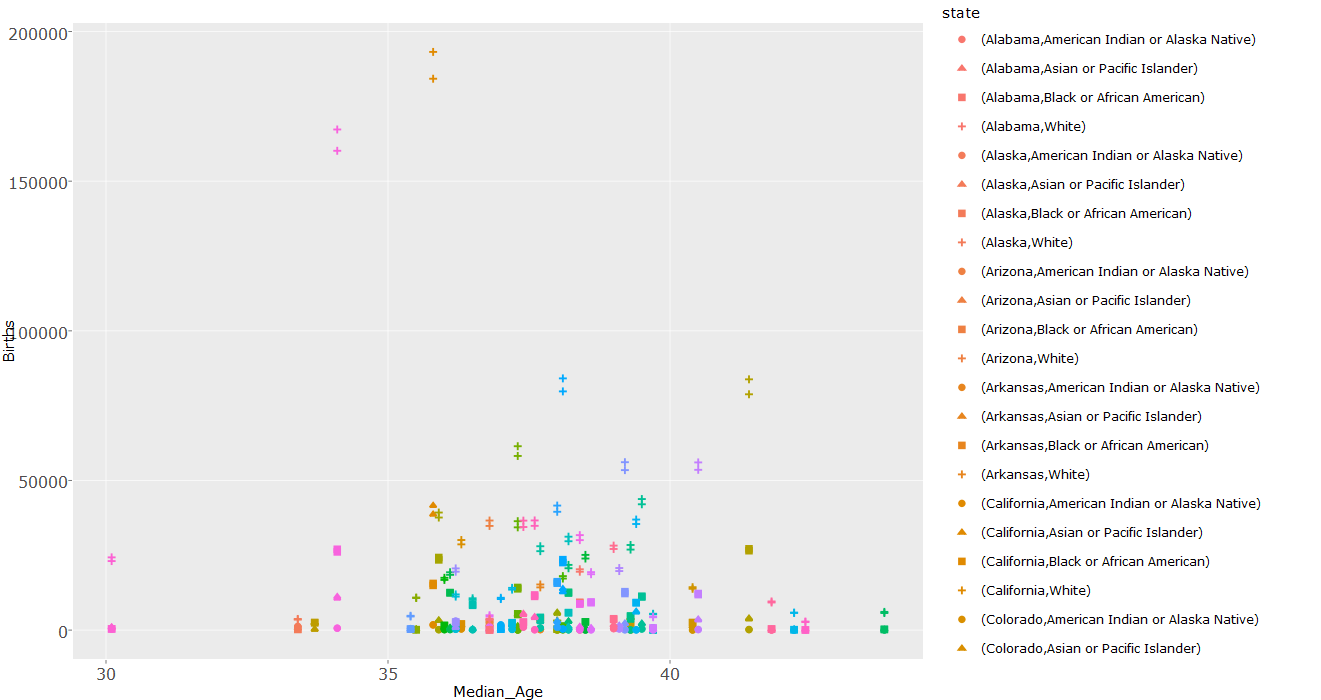 200000
150000
100000
50000
0
Births
30
35
40
Median_Age
state
(Alabama,American Indian or Alaska Native)
(Alabama,Asian or Pacific Islander)
(Alabama,Black or African American)
(Alabama,White)
(Alaska,American Indian or Alaska Native)
(Alaska,Asian or Pacific Islander)
(Alaska,Black or African American)
(Alaska,White)
(Arizona,American Indian or Alaska Native)
(Arizona,Asian or Pacific Islander)
(Arizona,Black or African American)
(Arizona,White)
(Arkansas,American Indian or Alaska Native)
(Arkansas,Asian or Pacific Islander)
(Arkansas,Black or African American)
(Arkansas,White)
(California,American Indian or Alaska Native)
(California,Asian or Pacific Islander)
(California,Black or African American)
(California,White)
(Colorado,American Indian or Alaska Native)
(Colorado,Asian or Pacific Islander)